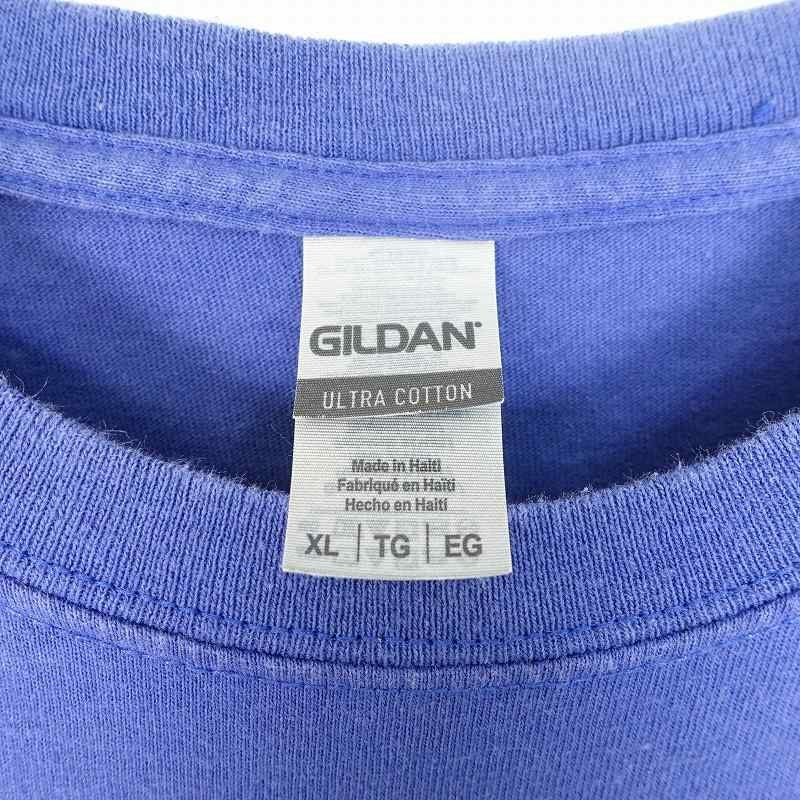 GILDAN®
ULTRA COTTON
Made in Haiti
Fabriqué en Haïti
Hecho en Haití
XL | TG | EG